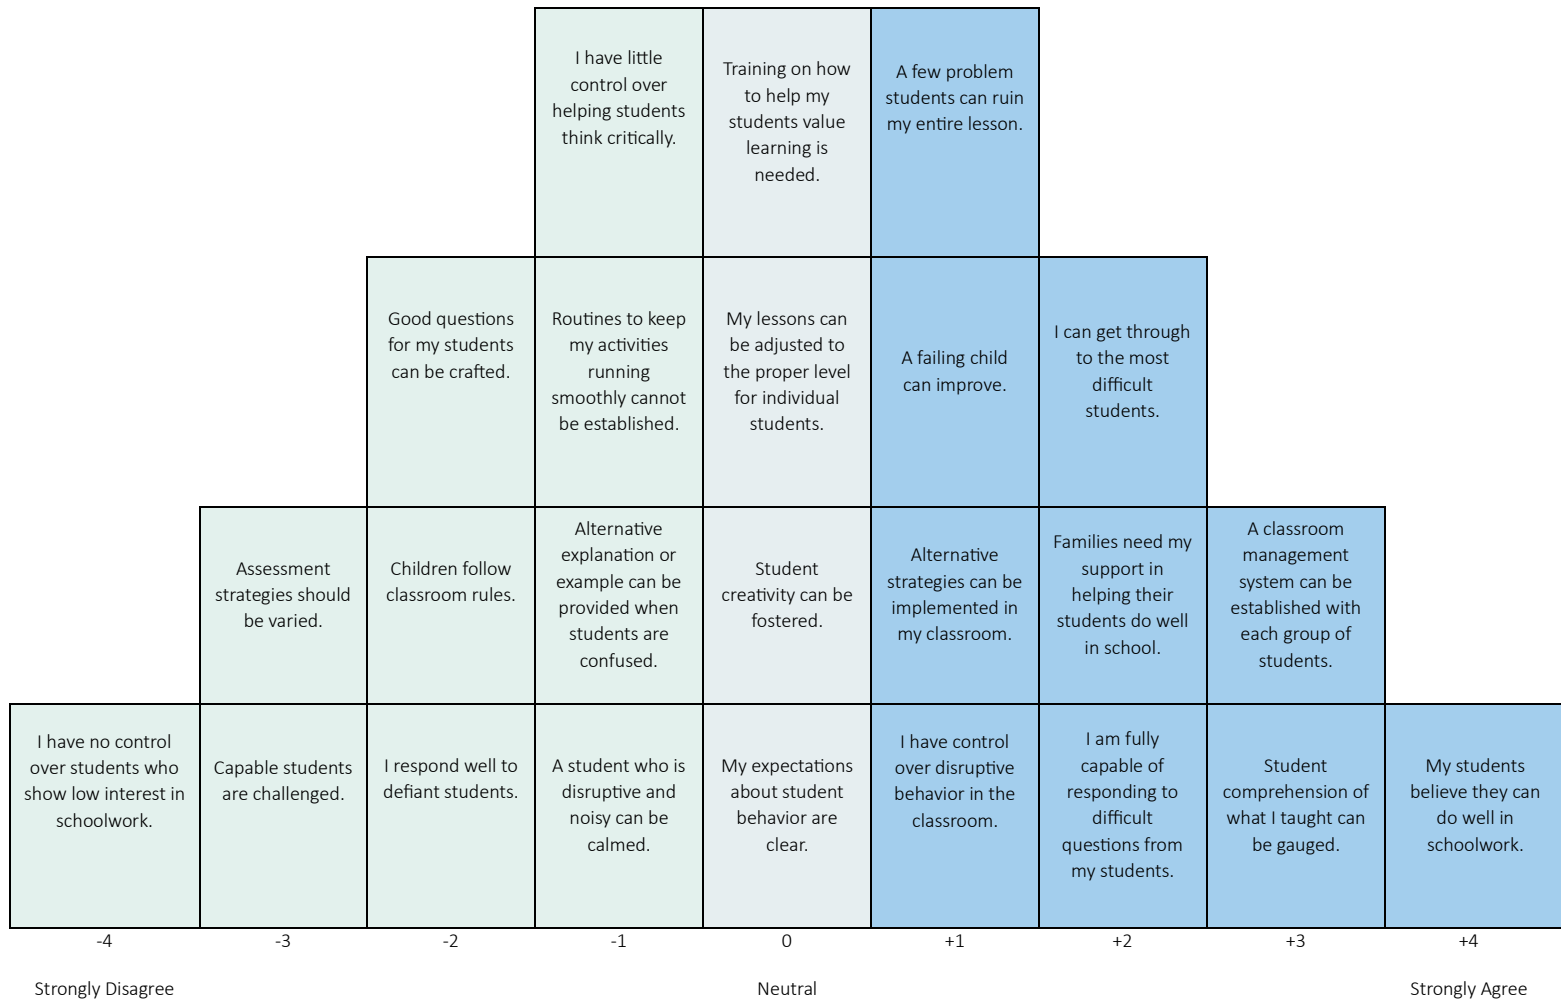 I have little
control over
helping students
think critically.
Training on how
to help my
students value
learning is
needed.
A few problem
students can ruin
my entire lesson.
Good questions
for my students
can be crafted.
Routines to keep
my activities
running
smoothly cannot
be established.
My lessons can
be adjusted to
the proper level
for individual
students.
A failing child
can improve.
I can get through
to the most
difficult
students.
Assessment
strategies should
be varied.
Children follow
classroom rules.
Alternative
explanation or
example can be
provided when
students are
confused.
Student
creativity can be
fostered.
Alternative
strategies can be
implemented in
my classroom.
Families need my
support in
helping their
students do well
in school.
A classroom
management
system can be
established with
each group of
students.
I have no control
over students who
show low interest in
schoolwork.
Capable students
are challenged.
I respond well to
defiant students.
A student who is
disruptive and
noisy can be
calmed.
My expectations
about student
behavior are
clear.
I have control
over disruptive
behavior in the
classroom.
I am fully
capable of
responding to
difficult
questions from
my students.
Student
comprehension of
what I taught can
be gauged.
My students
believe they can
do well in
schoolwork.
-4 -3 -2 -1 0 +1 +2 +3 +4
Strongly Disagree Neutral Strongly Agree